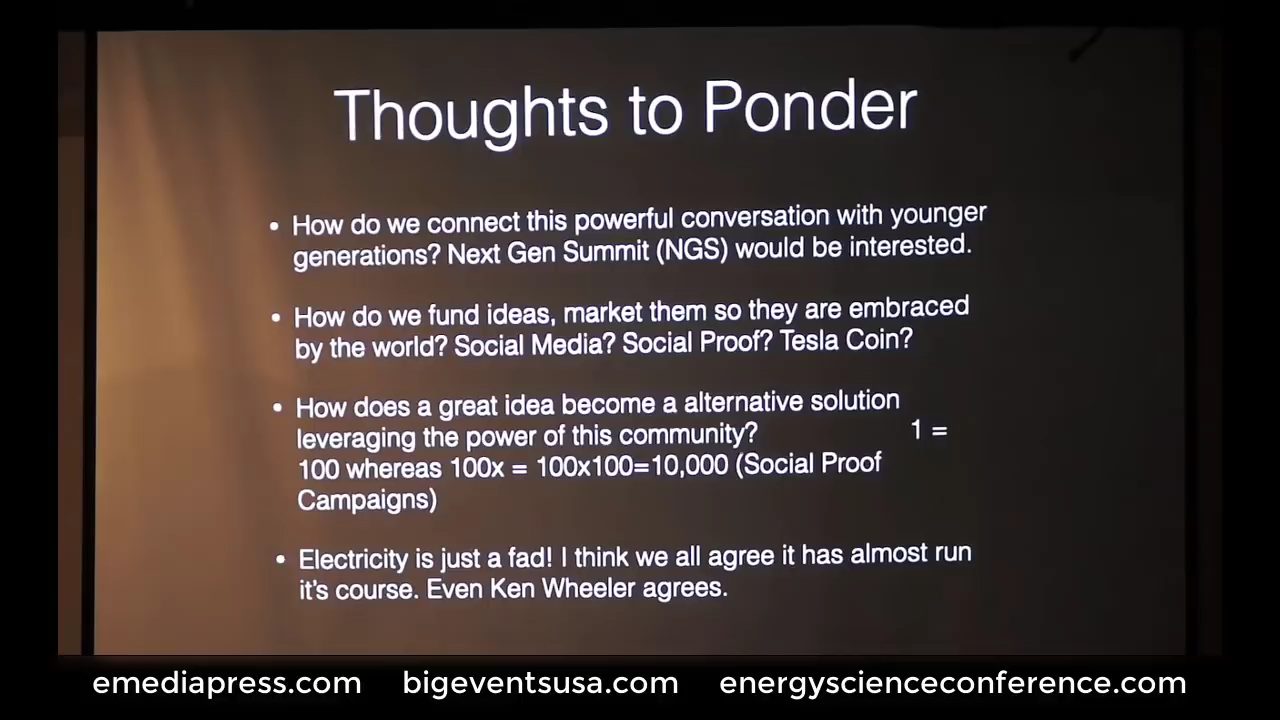 Thoughts to Ponder
• How do we connect this powerful conversation with younger
generations? Next Gen Summit (NGS) would be interested.
• How do we fund ideas, market them so they are embraced
by the world? Social Media? Social Proof? Tesla Coin?
• How does a great idea become a alternative solution
leveraging the power of this community? 1 =
100 whereas 100x = 100x100=10,000 (Social Proof
Campaigns)
• Electricity is just a fad! I think we all agree it has almost run
it's course. Even Ken Wheeler agrees.
emediapress.com bigeventsusa.com energyscienceconference.com